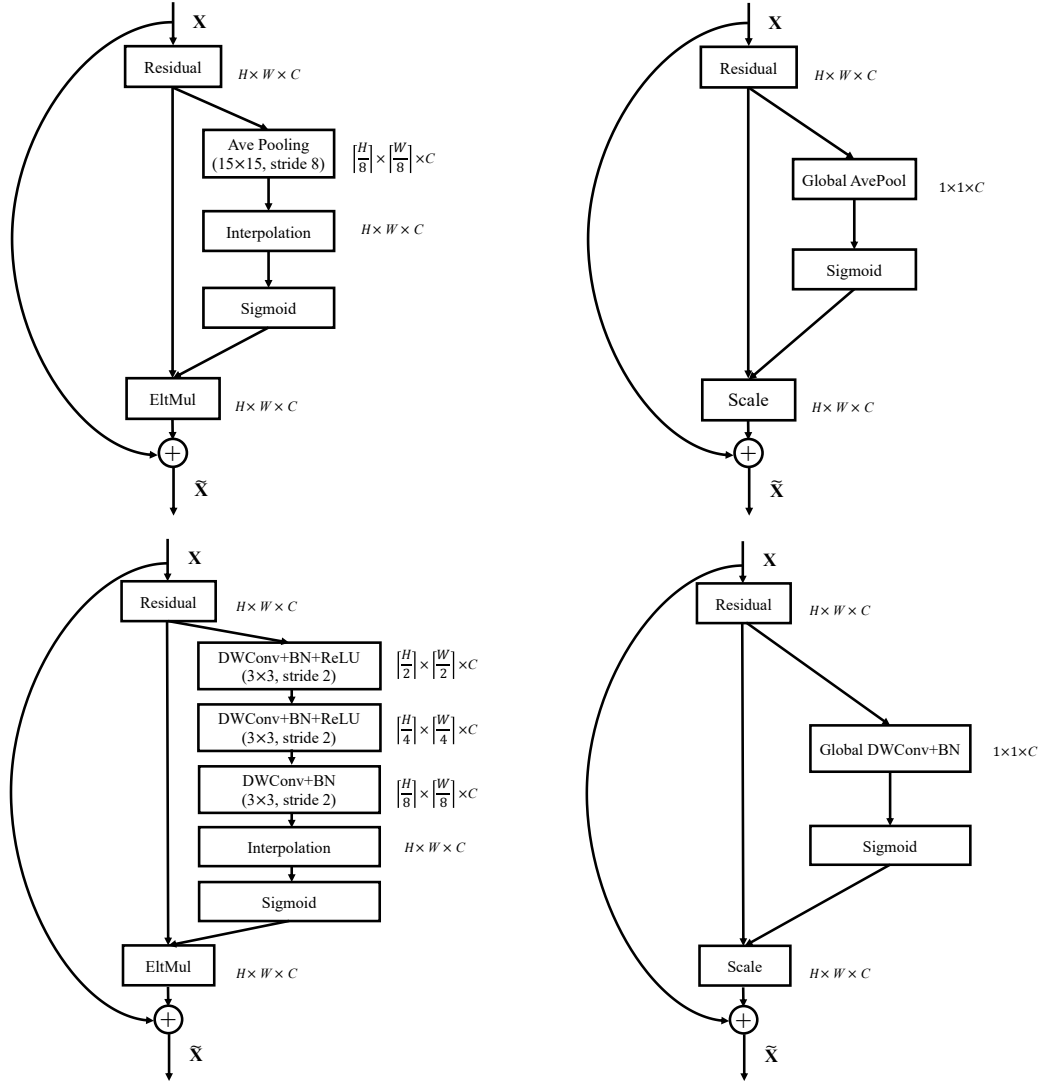 X
Residual
H× W × C
Ave Pooling
(15×15, stride 8)
⌈H/8⌉×⌈W/8⌉×C
Interpolation
H× W × C
Sigmoid
EltMul
H× W × C
+
X̃
X
Residual
H× W × C
Global AvePool
1×1×C
Sigmoid
Scale
H× W × C
+
X̃
X
Residual
H× W × C
DWConv+BN+ReLU
(3×3, stride 2)
⌈H/2⌉×⌈W/2⌉×C
DWConv+BN+ReLU
(3×3, stride 2)
⌈H/4⌉×⌈W/4⌉×C
DWConv+BN
(3×3, stride 2)
⌈H/8⌉×⌈W/8⌉×C
Interpolation
H× W × C
Sigmoid
EltMul
H× W × C
+
X̃
X
Residual
H× W × C
Global DWConv+BN
1×1×C
Sigmoid
Scale
H× W × C
+
X̃